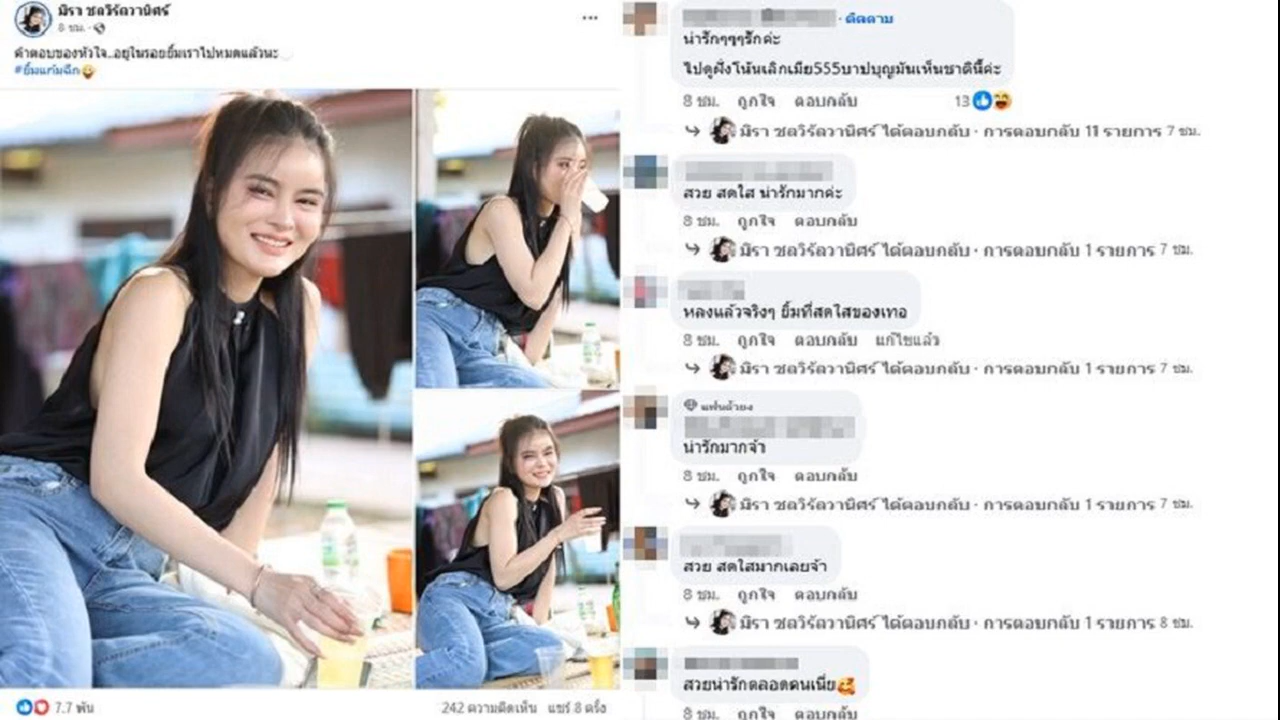 มิรา ชลวิรัตวานิศร์
8 ชม.
คำตอบของหัวใจ..อยู่ในรอยยิ้มเราไปหมดแล้วนะ
#ยิ้มแก้มฉีก😜
7.7 พัน
242 ความคิดเห็น แชร์ 8 ครั้ง
· ติดตาม
น่ารักๆๆๆรักค่ะ
ไปดูฝั่งโน้นเลิกเมีย555บาปบุญมันเห็นชาตินี้ค่ะ
8 ชม. ถูกใจ ตอบกลับ 13
มิรา ชลวิรัตวานิศร์ ได้ตอบกลับ · การตอบกลับ 11 รายการ 7 ชม.
สวย สดใส น่ารักมากค่ะ
8 ชม. ถูกใจ ตอบกลับ
มิรา ชลวิรัตวานิศร์ ได้ตอบกลับ · การตอบกลับ 1 รายการ 7 ชม.
หลงแล้วจริงๆ ยิ้มที่สดใสของเทอ
8 ชม. ถูกใจ ตอบกลับ แก้ไขแล้ว
มิรา ชลวิรัตวานิศร์ ได้ตอบกลับ · การตอบกลับ 1 รายการ 7 ชม.
แฟนตัวยง
น่ารักมากจ้า
8 ชม. ถูกใจ ตอบกลับ
มิรา ชลวิรัตวานิศร์ ได้ตอบกลับ · การตอบกลับ 1 รายการ 7 ชม.
สวย สดใสมากเลยจ้า
8 ชม. ถูกใจ ตอบกลับ
มิรา ชลวิรัตวานิศร์ ได้ตอบกลับ · การตอบกลับ 1 รายการ 8 ชม.
สวยน่ารักตลอดคนเนี่ย🥰
8 ชม. ถูกใจ ตอบกลับ